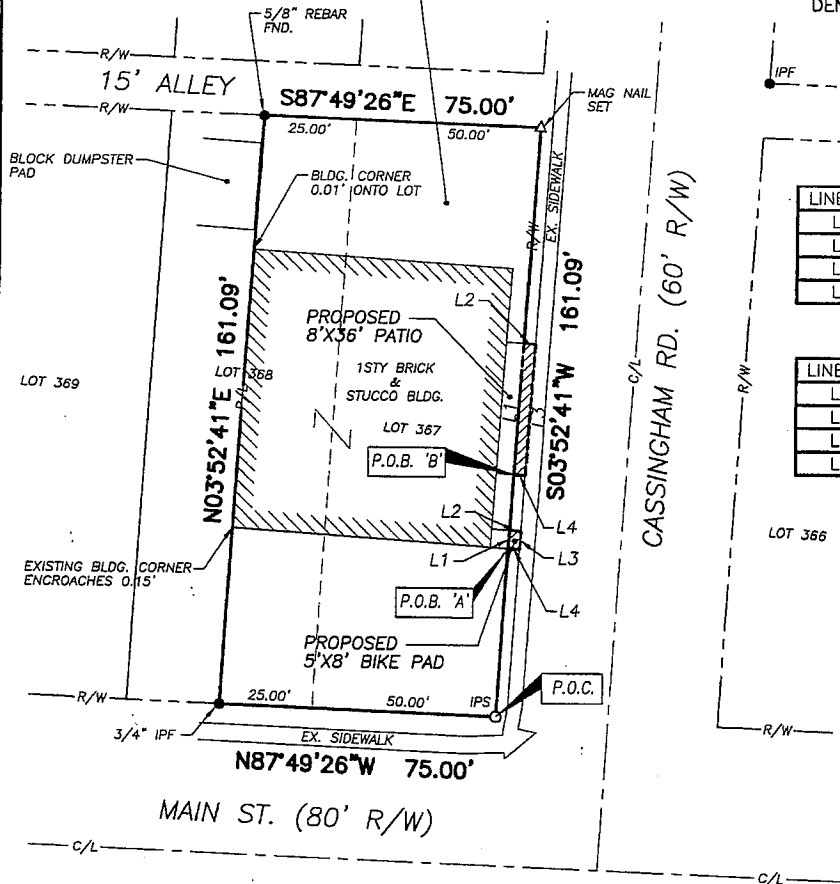 DEN
5/8" REBAR
FND.
R/W
15' ALLEY
R/W
S87°49'26"E 75.00'
25.00'
50.00'
MAG NAIL
SET
IPF
BLOCK DUMPSTER
PAD
BLDG. CORNER
0.01' ONTO LOT
EX. SIDEWALK
R/W
CASSINGHAM RD. (60' R/W)
C/L
R/W
LINE
L
L
L
L
LINE
L
L
L
L
N03°52'41"E 161.09'
S03°52'41"W 161.09'
PROPOSED
8'X36' PATIO
L2
L1
L3
LOT 369
LOT 368
P/L
1STY BRICK
&
STUCCO BLDG.
LOT 367
P.O.B. 'B'
L4
L2
L1
L3
L4
LOT 366
EXISTING BLDG. CORNER
ENCROACHES 0.15'
P.O.B. 'A'
PROPOSED
5'X8' BIKE PAD
R/W
25.00'
50.00'
IPS
P.O.C.
R/W
3/4" IPF
EX. SIDEWALK
N87°49'26"W 75.00'
MAIN ST. (80' R/W)
C/L
C/L